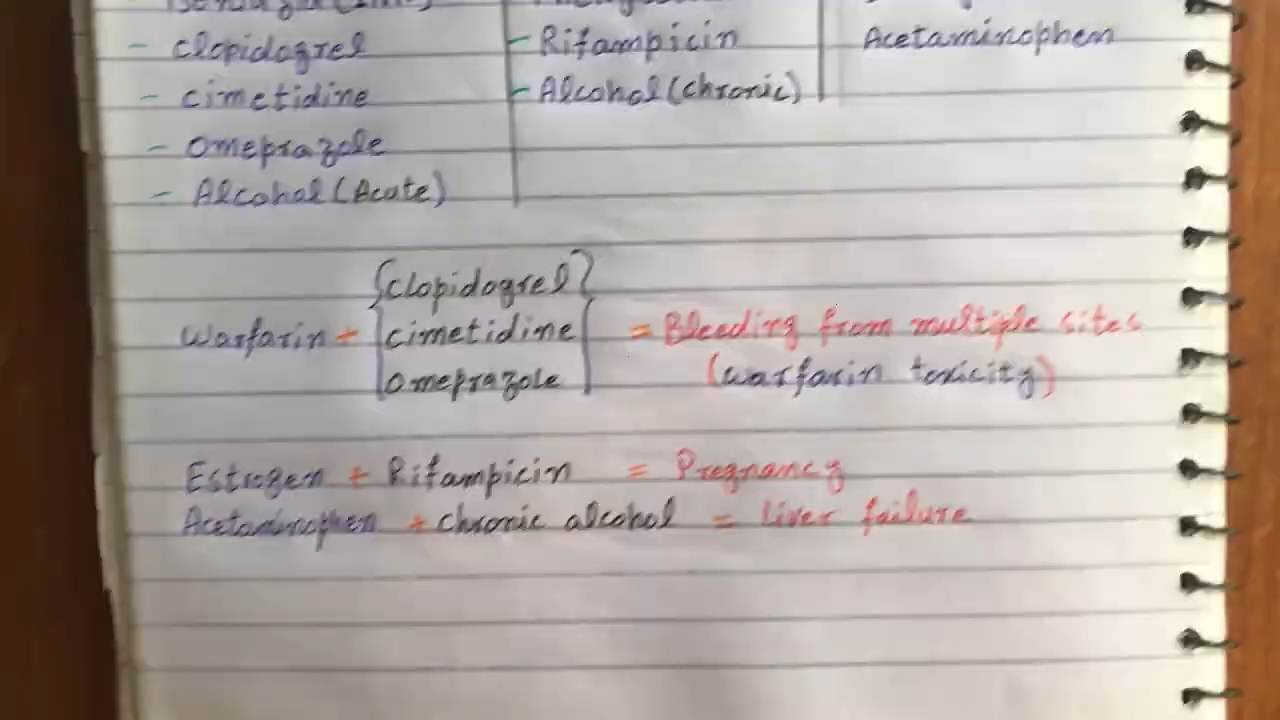 - Clopidogrel - Rifampicin Acetaminophen
- cimetidine - Alcohol (chronic)
- Omeprazole
- Alcohol (Acute)
{clopidogrel}
Warfarin + cimetidine = Bleeding from multiple sites
Omeprazole (warfarin toxicity)
Estrogen + Rifampicin = Pregnancy
Acetaminophen + chronic alcohol = liver failure